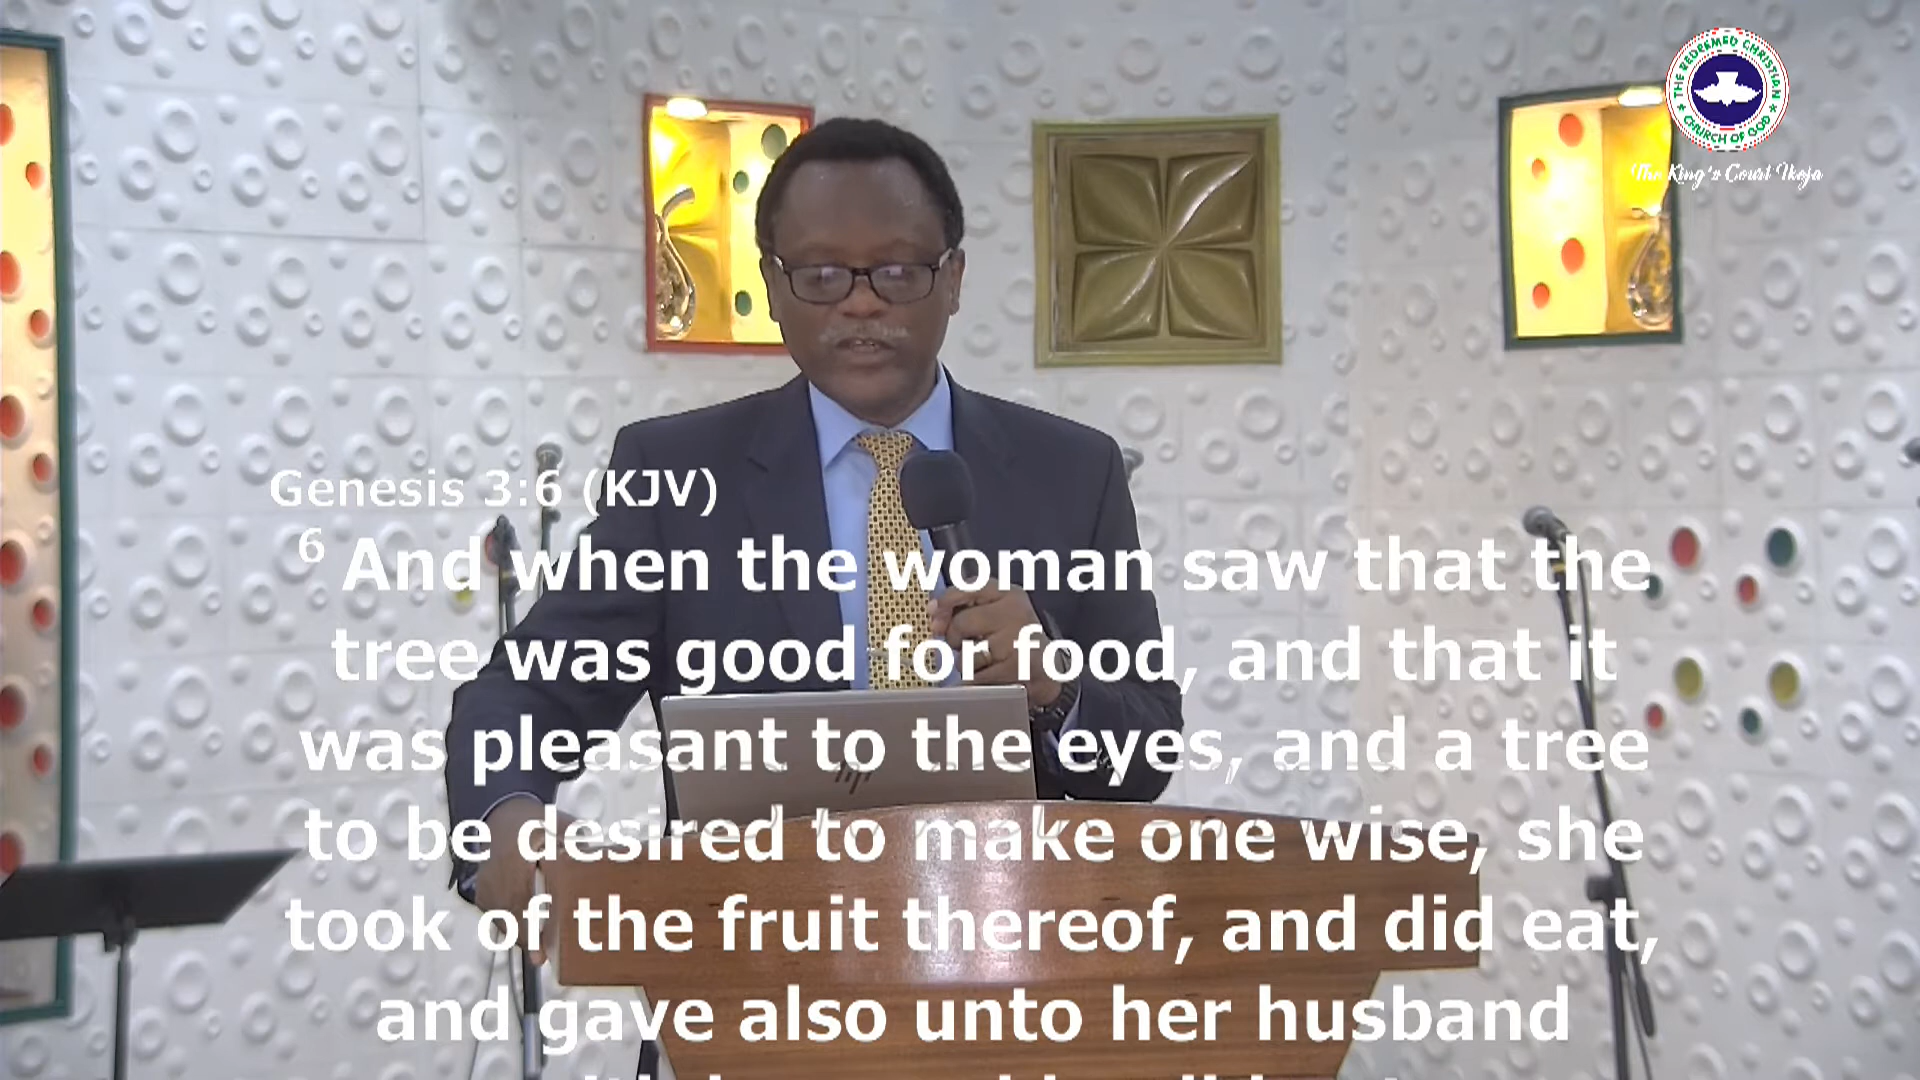 THE REDEEMED CHRISTIAN
CHURCH OF GOD
The King's Court Ikeja
Genesis 3:6 (KJV)
6 And when the woman saw that the
tree was good for food, and that it
was pleasant to the eyes, and a tree
to be desired to make one wise, she
took of the fruit thereof, and did eat,
and gave also unto her husband
hp